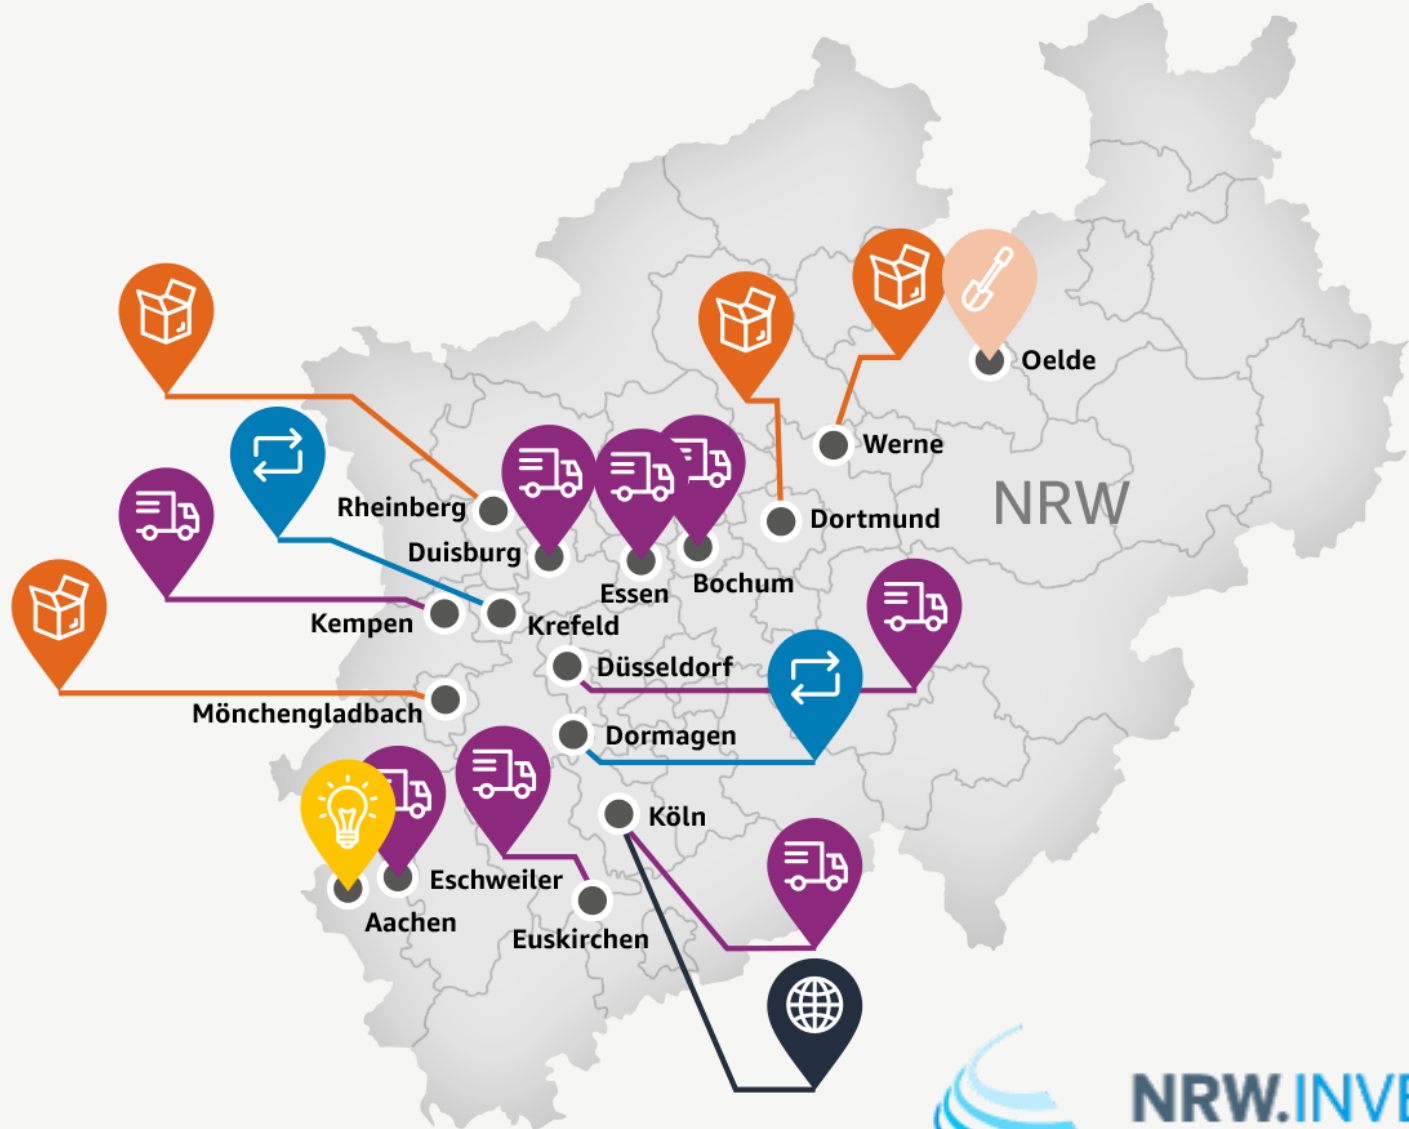 Oelde
Werne
NRW
Rheinberg
Dortmund
Duisburg
Essen
Bochum
Kempen
Krefeld
Düsseldorf
Mönchengladbach
Dormagen
Köln
Eschweiler
Aachen
Euskirchen
NRW.INVE